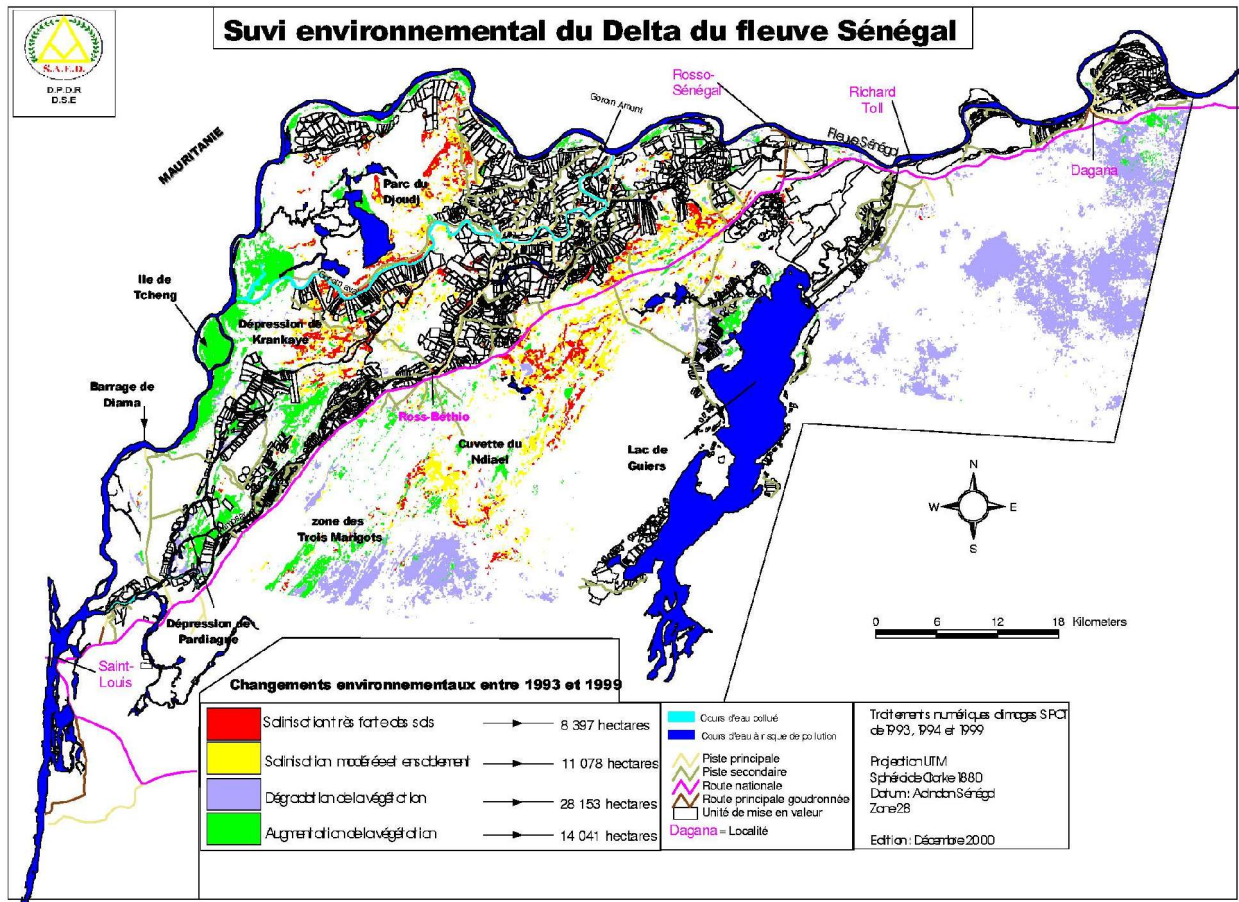 Suvi environnemental du Delta du fleuve Sénégal
S.A.E.D.
D.P.D.R
D.S.E
MAURITANIE
Rosso-
Sénégal
Richard
Toll
Gorom Amont
Fleuve Sénégal
Dagana
Parc du
Djoudj
Ile de
Tcheng
Dépression de
Krankaye
Barrage de
Diama
Ross-Béthio
Cuvette du
Ndiael
Lac de
Guiers
zone des
Trois Marigots
Dépression de
Pardiagne
Saint-
Louis
N
W
E
S
0 6 12 18 Kilometers
Changements environnementaux entre 1993 et 1999
Salinisation très forte des sols 8 397 hectares
Salinisation modérée et ensablement 11 078 hectares
Dégradation de la végétation 28 153 hectares
Augmentation de la végétation 14 041 hectares
Cours d'eau pollué
Cours d'eau à risque de pollution
Piste principale
Piste secondaire
Route nationale
Route principale goudronnée
Unité de mise en valeur
Dagana = Localité
Traitements numériques d'images SPOT
de 1993, 1994 et 1999
Projection UTM
Sphéroide Clarke 1880
Datum : Adindan Sénégal
Zone 28
Edition : Décembre 2000